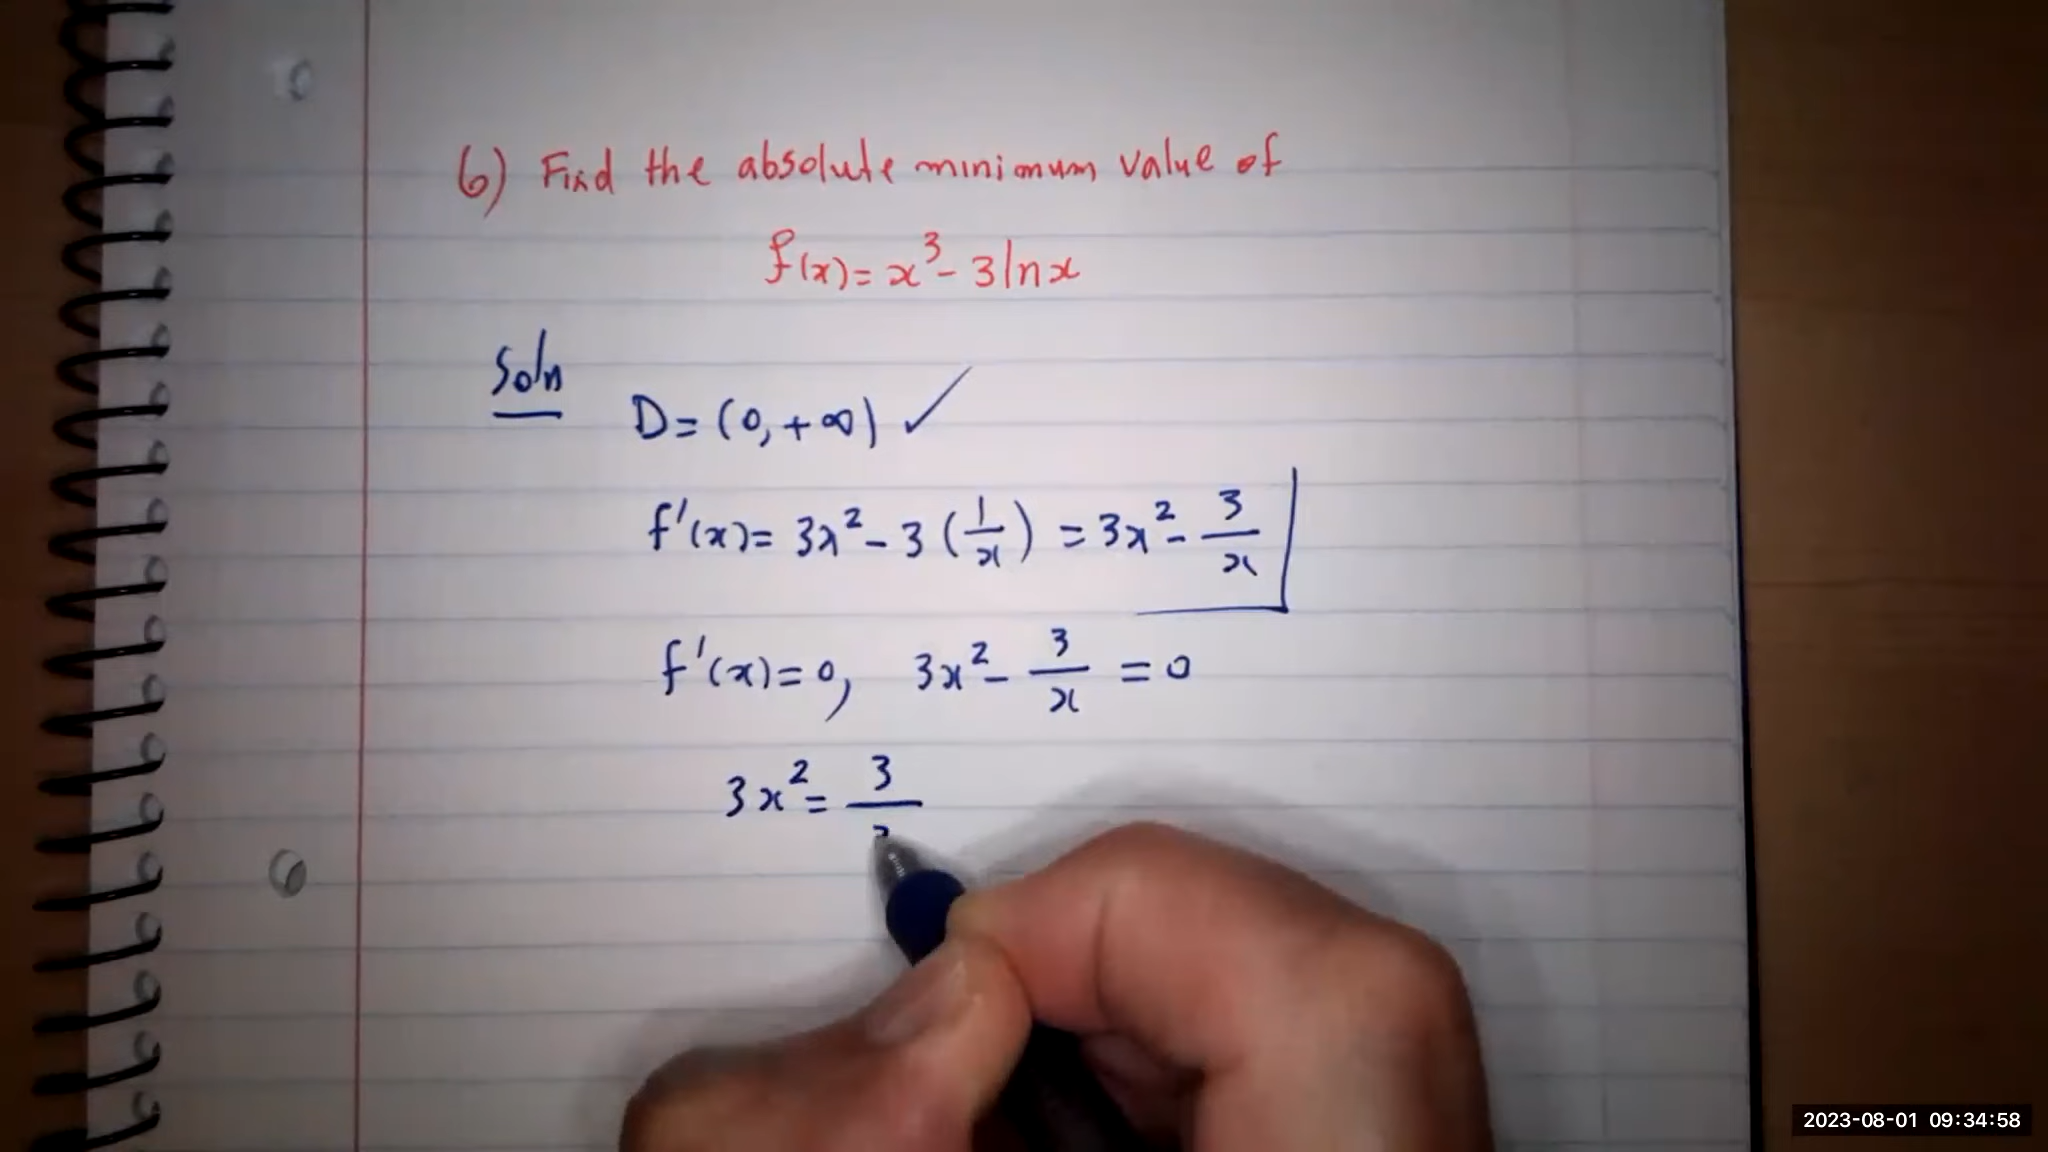 6) Find the absolute minimum value of
f(x) = x³ - 3lnx
Soln
D = (0, +∞) ✓
f'(x) = 3x² - 3 (1/x) = 3x² - 3/x
f'(x) = 0, 3x² - 3/x = 0
3x² = 3/
2023-08-01 09:34:58